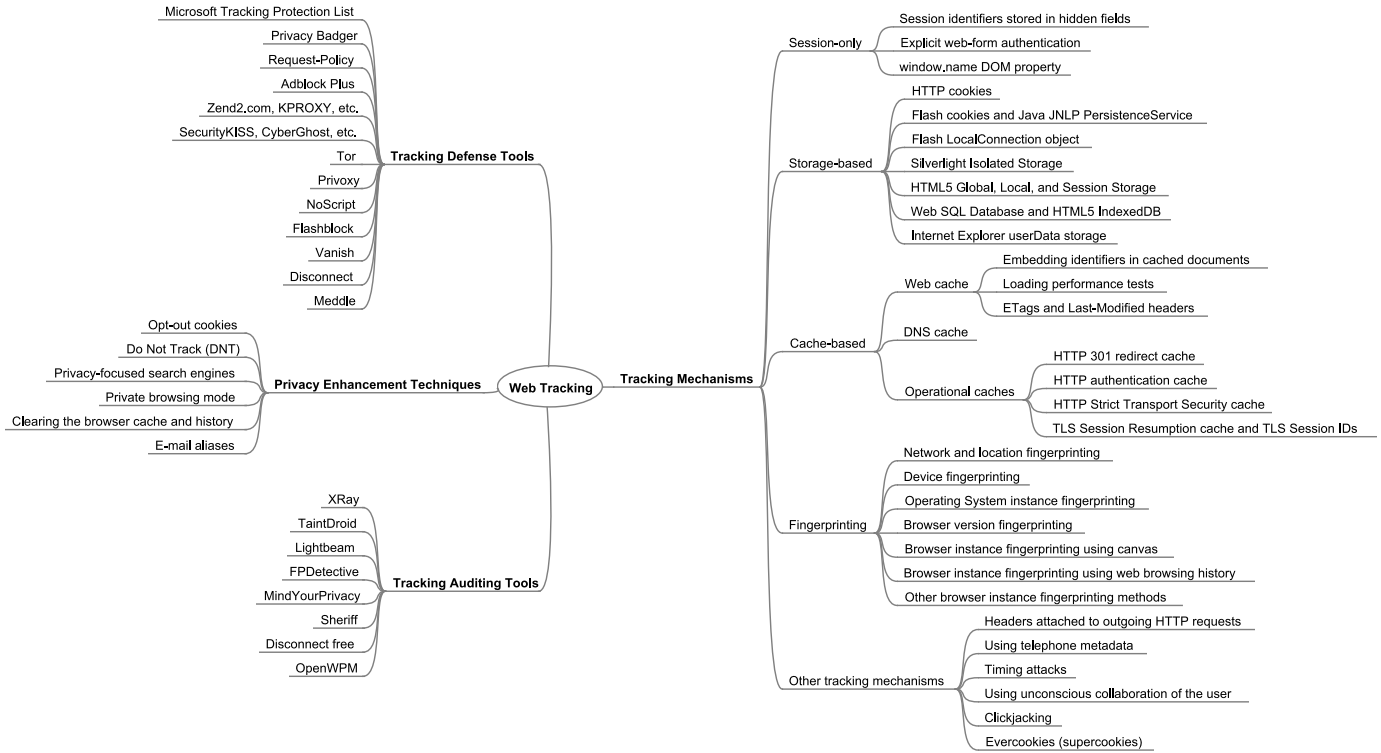 Microsoft Tracking Protection List
Privacy Badger
Request-Policy
Adblock Plus
Zend2.com, KPROXY, etc.
SecurityKISS, CyberGhost, etc.
Tor
Privoxy
NoScript
Flashblock
Vanish
Disconnect
Meddle
Tracking Defense Tools
Opt-out cookies
Do Not Track (DNT)
Privacy-focused search engines
Private browsing mode
Clearing the browser cache and history
E-mail aliases
Privacy Enhancement Techniques
XRay
TaintDroid
Lightbeam
FPDetective
MindYourPrivacy
Sheriff
Disconnect free
OpenWPM
Tracking Auditing Tools
Web Tracking
Tracking Mechanisms
Session-only
Session identifiers stored in hidden fields
Explicit web-form authentication
window.name DOM property
Storage-based
HTTP cookies
Flash cookies and Java JNLP PersistenceService
Flash LocalConnection object
Silverlight Isolated Storage
HTML5 Global, Local, and Session Storage
Web SQL Database and HTML5 IndexedDB
Internet Explorer userData storage
Cache-based
Web cache
Embedding identifiers in cached documents
Loading performance tests
ETags and Last-Modified headers
DNS cache
Operational caches
HTTP 301 redirect cache
HTTP authentication cache
HTTP Strict Transport Security cache
TLS Session Resumption cache and TLS Session IDs
Fingerprinting
Network and location fingerprinting
Device fingerprinting
Operating System instance fingerprinting
Browser version fingerprinting
Browser instance fingerprinting using canvas
Browser instance fingerprinting using web browsing history
Other browser instance fingerprinting methods
Other tracking mechanisms
Headers attached to outgoing HTTP requests
Using telephone metadata
Timing attacks
Using unconscious collaboration of the user
Clickjacking
Evercookies (supercookies)